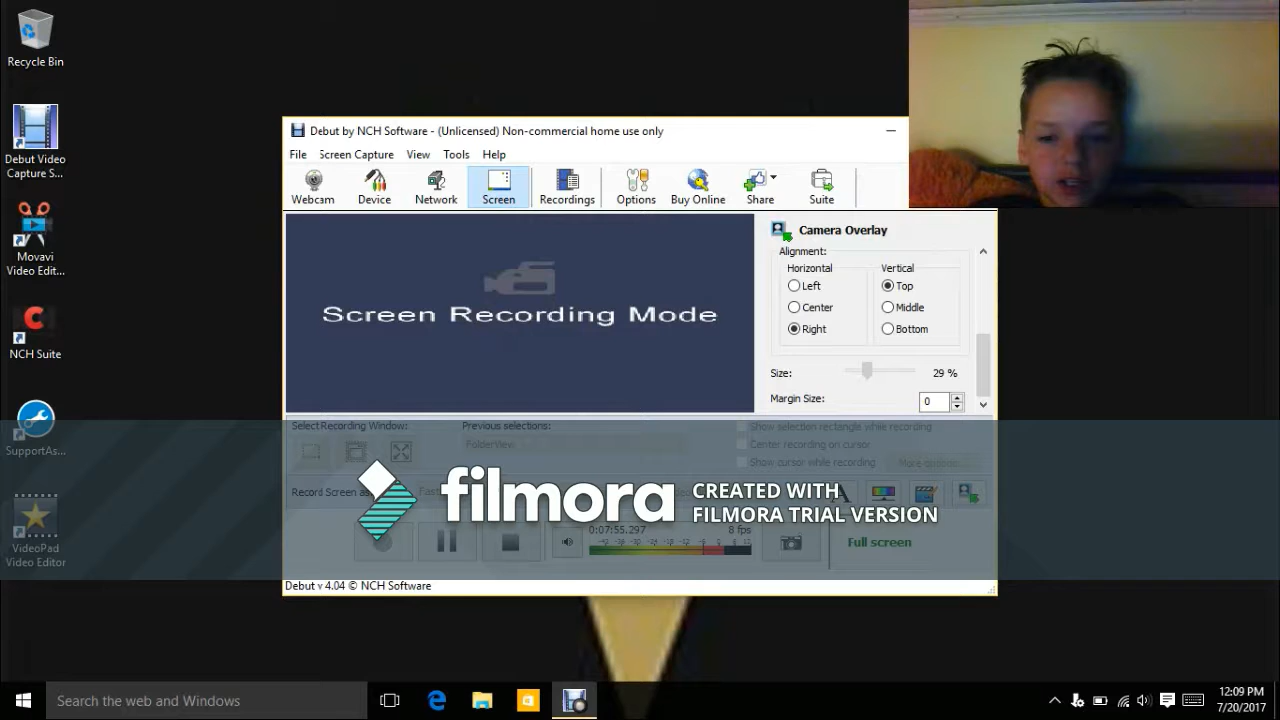 Recycle Bin
Debut Video
Capture S...
Movavi
Video Edit...
NCH Suite
SupportAs...
VideoPad
Video Editor
Debut by NCH Software - (Unlicensed) Non-commercial home use only
File Screen Capture View Tools Help
Webcam Device Network Screen Recordings Options Buy Online Share Suite
Screen Recording Mode
Camera Overlay
Alignment:
Horizontal Vertical
Left Top
Center Middle
Right Bottom
Size: 29 %
Margin Size: 0
Select Recording Window: Previous selections: Show selection rectangle while recording
FolderView Center recording on cursor
Show cursor while recording More options
Record Screen as
filmora CREATED WITH
FILMORA TRIAL VERSION
0:07:55.297 8 fps
Full screen
Debut v 4.04 © NCH Software
Search the web and Windows
12:09 PM
7/20/2017